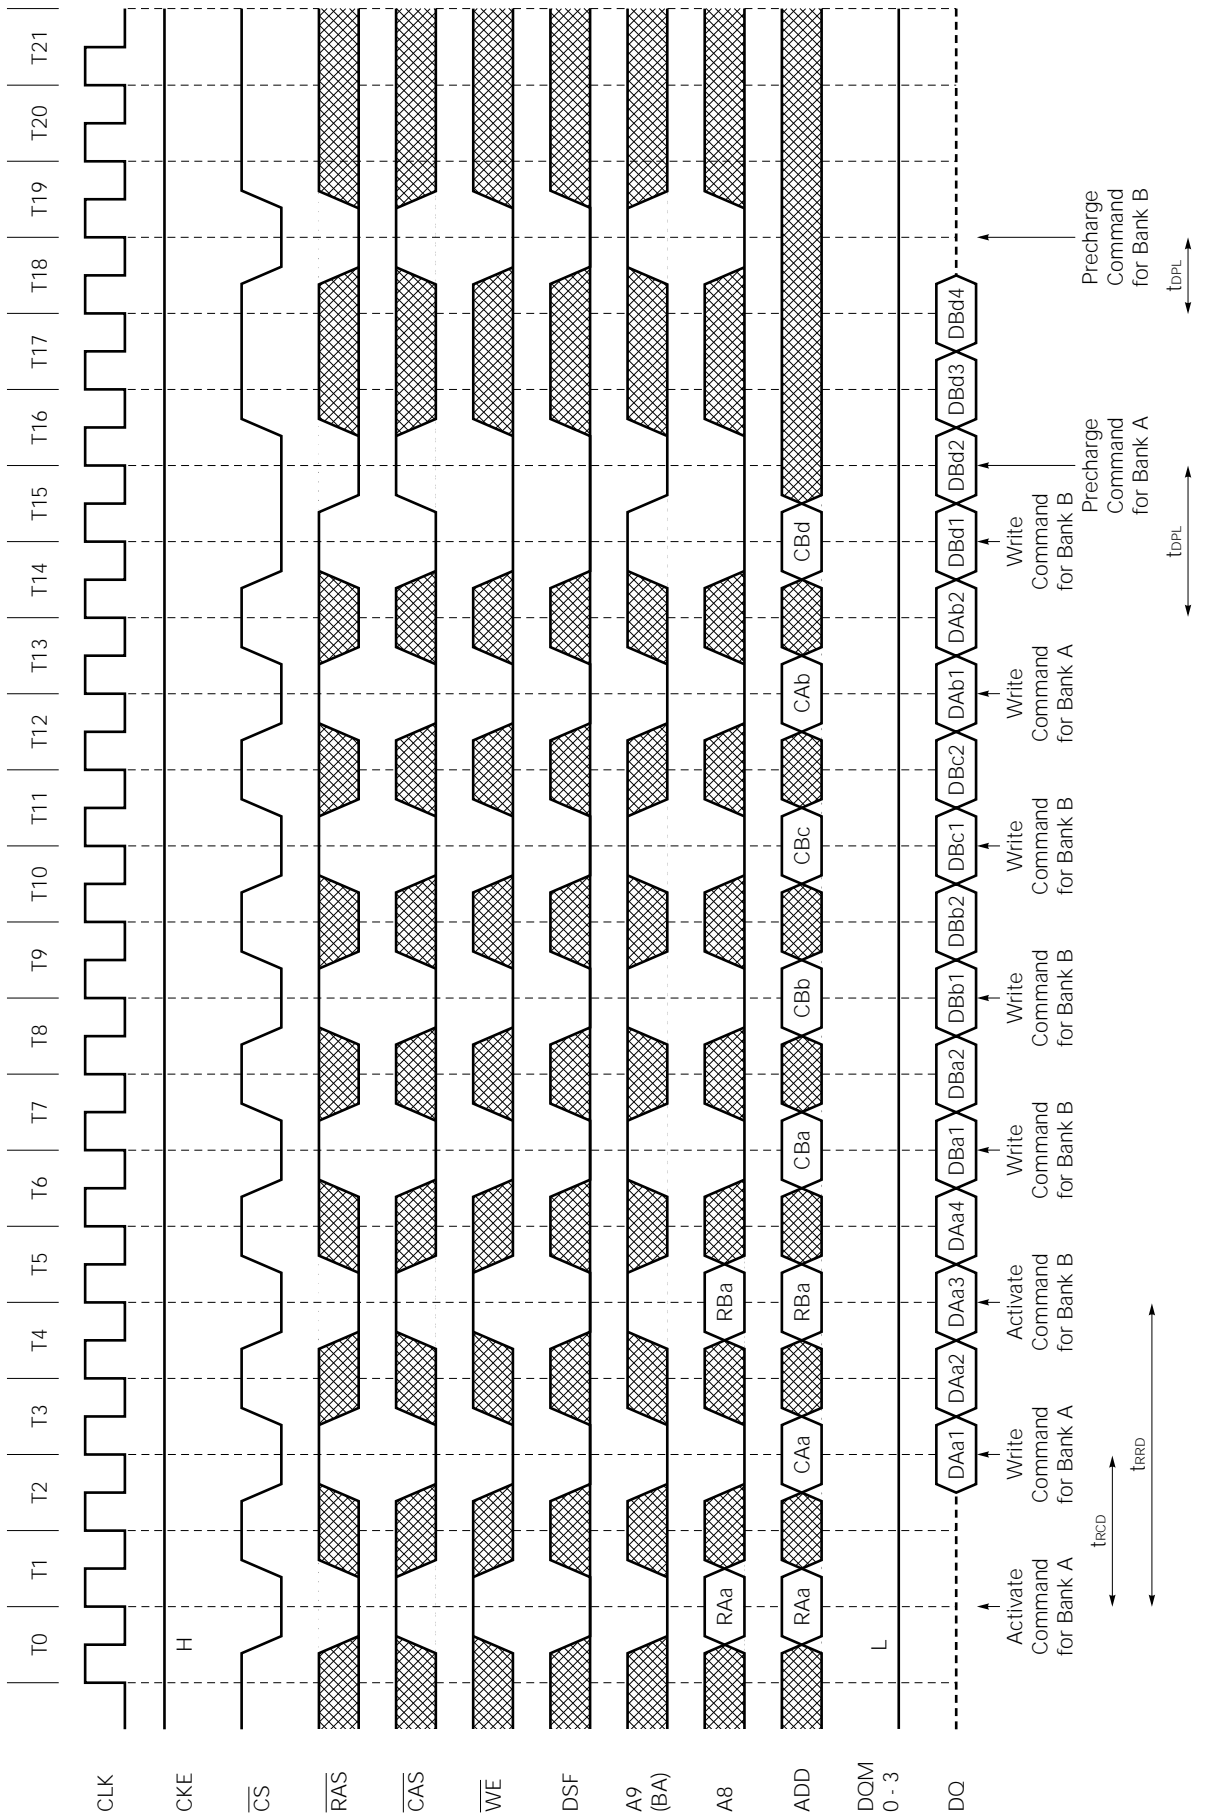 T0 T1 T2 T3 T4 T5 T6 T7 T8 T9 T10 T11 T12 T13 T14 T15 T16 T17 T18 T19 T20 T21
CLK
CKE
H
CS
RAS
CAS
WE
DSF
A9
(BA)
A8
RAa RBa
ADD
RAa CAa RBa CBa CBb CBc CAb CBd
DQM
0 - 3
L
DQ
DAa1 DAa2 DAa3 DAa4 DBa1 DBa2 DBb1 DBb2 DBc1 DBc2 DAb1 DAb2 DBd1 DBd2 DBd3 DBd4
Activate
Command
for Bank A
Write
Command
for Bank A
Activate
Command
for Bank B
Write
Command
for Bank B
Write
Command
for Bank B
Write
Command
for Bank B
Write
Command
for Bank A
Write
Command
for Bank B
Precharge
Command
for Bank A
Precharge
Command
for Bank B
tRCD
tRRD
tDPL
tDPL